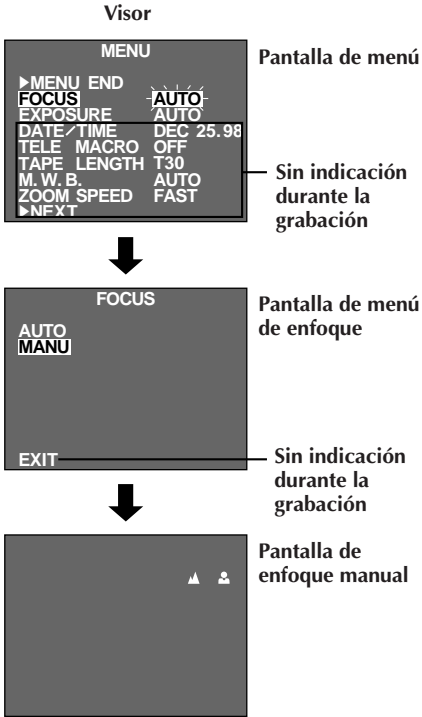 Visor
MENU
▶MENU END
FOCUS AUTO
EXPOSURE AUTO
DATE/TIME DEC 25.98
TELE MACRO OFF
TAPE LENGTH T30
M.W.B. AUTO
ZOOM SPEED FAST
▶NEXT
Pantalla de menú
Sin indicación
durante la
grabación
FOCUS
AUTO
MANU
EXIT
Pantalla de menú
de enfoque
Sin indicación
durante la
grabación
Pantalla de
enfoque manual